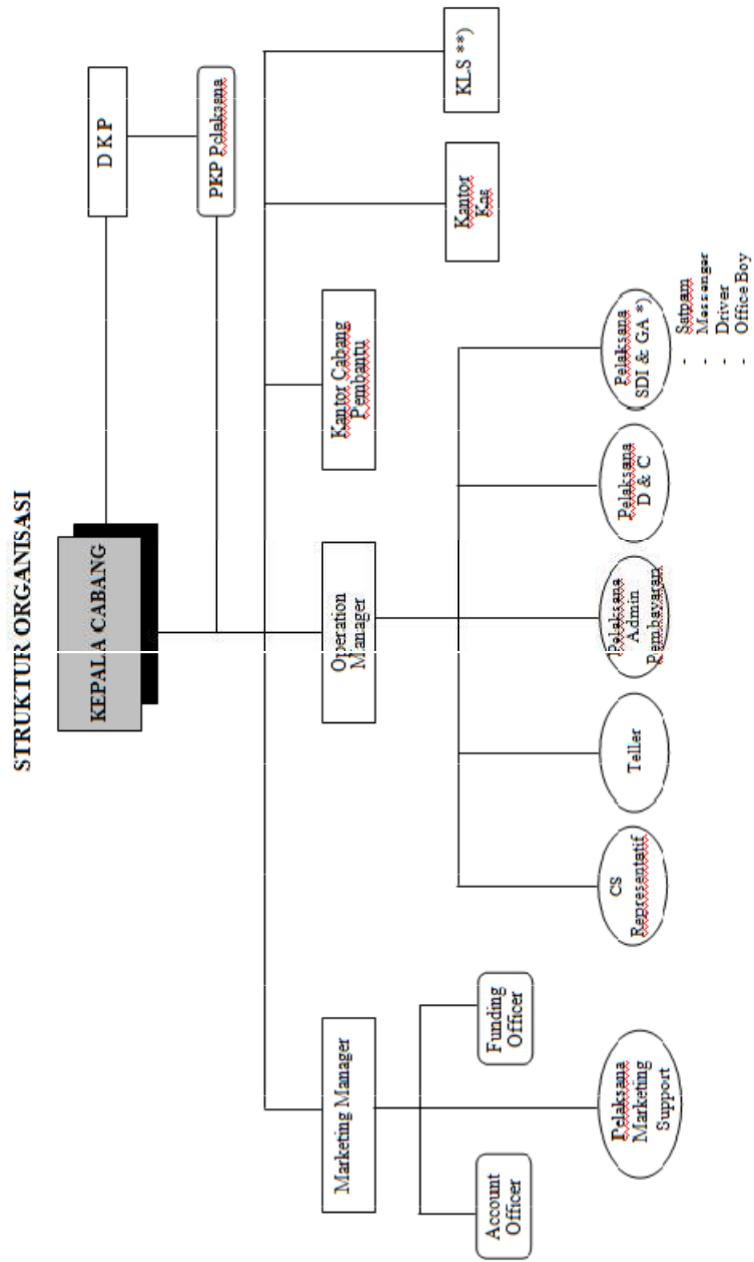 STRUKTUR ORGANISASI
KEPALA CABANG
D K P
PKP Pelaksana
Marketing Manager
Operation
Manager
Kantor Cabang
Pembantu
Kantor
Kas
KLS **)
Account
Officer
Funding
Officer
Pelaksana
Marketing
Support
CS
Representatif
Teller
Pelaksana
Admin
Pembayaran
Pelaksana
D & C
Pelaksana
SDI & GA *)
- Satpam
- Messenger
- Driver
- Office Boy